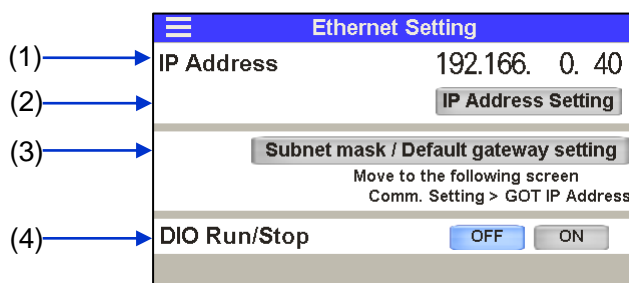 Ethernet Setting
(1) IP Address 192.166. 0. 40
(2) IP Address Setting
(3) Subnet mask / Default gateway setting
Move to the following screen
Comm. Setting > GOT IP Address
(4) DIO Run/Stop OFF ON